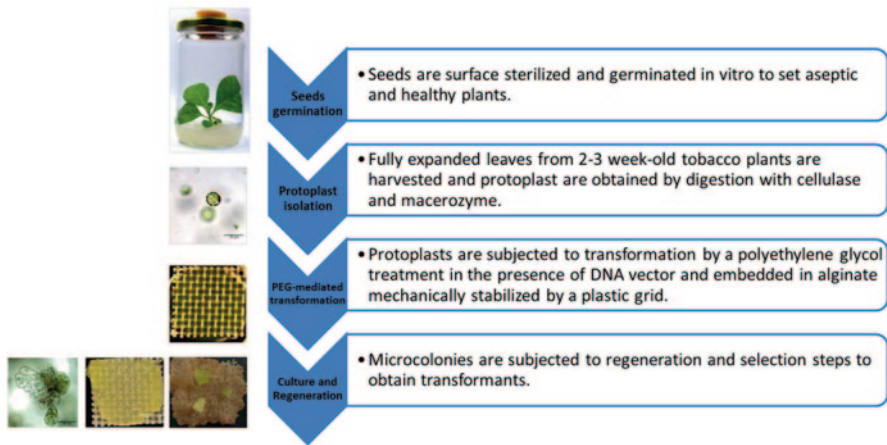 Seeds
germination
• Seeds are surface sterilized and germinated in vitro to set aseptic
and healthy plants.
Protoplast
isolation
• Fully expanded leaves from 2-3 week-old tobacco plants are
harvested and protoplast are obtained by digestion with cellulase
and macerozyme.
PEG-mediated
transformation
• Protoplasts are subjected to transformation by a polyethylene glycol
treatment in the presence of DNA vector and embedded in alginate
mechanically stabilized by a plastic grid.
Culture and
Regeneration
• Microcolonies are subjected to regeneration and selection steps to
obtain transformants.